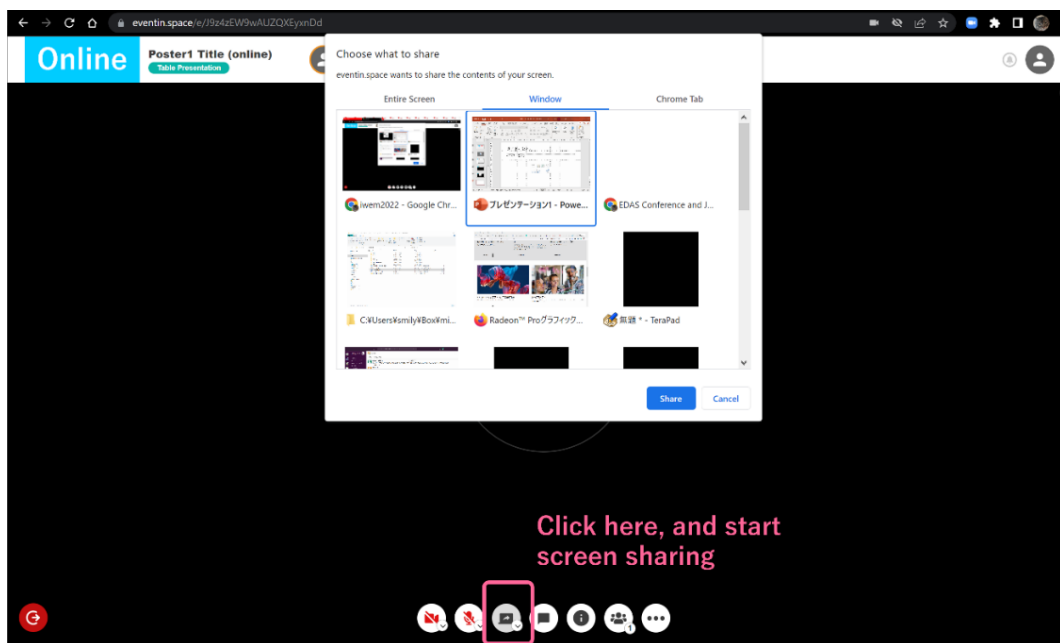 eventin.space/e/J9z4zEW9wAUZQXEyxnDd
Online
Poster1 Title (online)
Table Presentation
Choose what to share
eventin.space wants to share the contents of your screen.
Entire Screen
Window
Chrome Tab
iwem2022 - Google Chr...
プレゼンテーション1 - Powe...
EDAS Conference and J...
C:¥Users¥smily¥Box¥mi...
Radeon™ Proグラフィック...
無題 * - TeraPad
Share
Cancel
Click here, and start
screen sharing
1